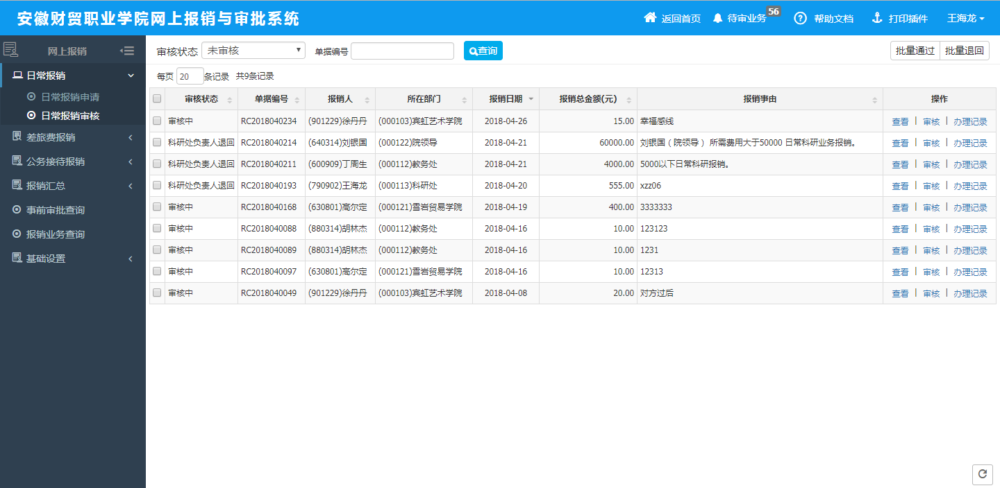 安徽财贸职业学院网上报销与审批系统
返回首页 待审业务 56 帮助文档 打印插件 王海龙
网上报销
日常报销
日常报销申请
日常报销审核
差旅费报销
公务接待报销
报销汇总
事前审批查询
报销业务查询
基础设置
审核状态 未审核 单据编号 查询 批量通过 批量退回
每页 20 条记录 共9条记录
审核状态 单据编号 报销人 所在部门 报销日期 报销总金额(元) 报销事由 操作
审核中 RC2018040234 (901229)徐丹丹 (000103)宾虹艺术学院 2018-04-26 15.00 幸福感线 查看 | 审核 | 办理记录
科研处负责人退回 RC2018040214 (640314)刘银国 (000122)院领导 2018-04-21 60000.00 刘银国（院领导） 所需费用大于50000 日常科研业务报销。 查看 | 审核 | 办理记录
科研处负责人退回 RC2018040211 (600909)丁周生 (000112)教务处 2018-04-21 4000.00 5000以下日常科研报销。 查看 | 审核 | 办理记录
科研处负责人退回 RC2018040193 (790902)王海龙 (000113)科研处 2018-04-20 555.00 xzz06 查看 | 审核 | 办理记录
审核中 RC2018040168 (630801)高尔定 (000121)雪岩贸易学院 2018-04-19 400.00 3333333 查看 | 审核 | 办理记录
审核中 RC2018040088 (880314)胡林杰 (000112)教务处 2018-04-16 10.00 123123 查看 | 审核 | 办理记录
审核中 RC2018040089 (880314)胡林杰 (000112)教务处 2018-04-16 10.00 1231 查看 | 审核 | 办理记录
审核中 RC2018040097 (630801)高尔定 (000121)雪岩贸易学院 2018-04-16 10.00 12313 查看 | 审核 | 办理记录
审核中 RC2018040049 (901229)徐丹丹 (000103)宾虹艺术学院 2018-04-08 20.00 对方过后 查看 | 审核 | 办理记录